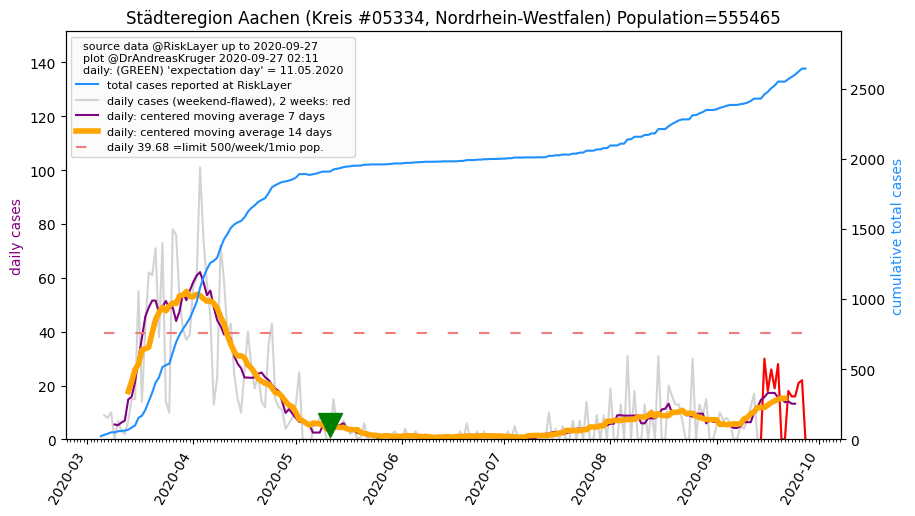 Städteregion Aachen (Kreis #05334, Nordrhein-Westfalen) Population=555465
source data @RiskLayer up to 2020-09-27
plot @DrAndreasKruger 2020-09-27 02:11
daily: (GREEN) 'expectation day' = 11.05.2020
total cases reported at RiskLayer
daily cases (weekend-flawed), 2 weeks: red
daily: centered moving average 7 days
daily: centered moving average 14 days
daily 39.68 =limit 500/week/1mio pop.
daily cases
140
120
100
80
60
40
20
0
2500
2000
1500
1000
500
0
cumulative total cases
2020-03
2020-04
2020-05
2020-06
2020-07
2020-08
2020-09
2020-10